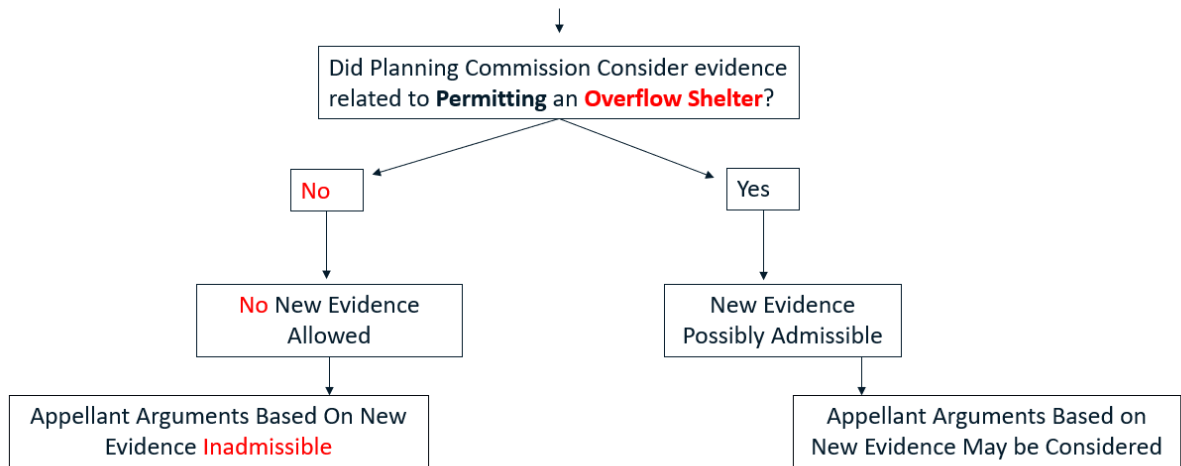 Did Planning Commission Consider evidence
related to Permitting an Overflow Shelter?
No
Yes
No New Evidence
Allowed
New Evidence
Possibly Admissible
Appellant Arguments Based On New
Evidence Inadmissible
Appellant Arguments Based on
New Evidence May be Considered